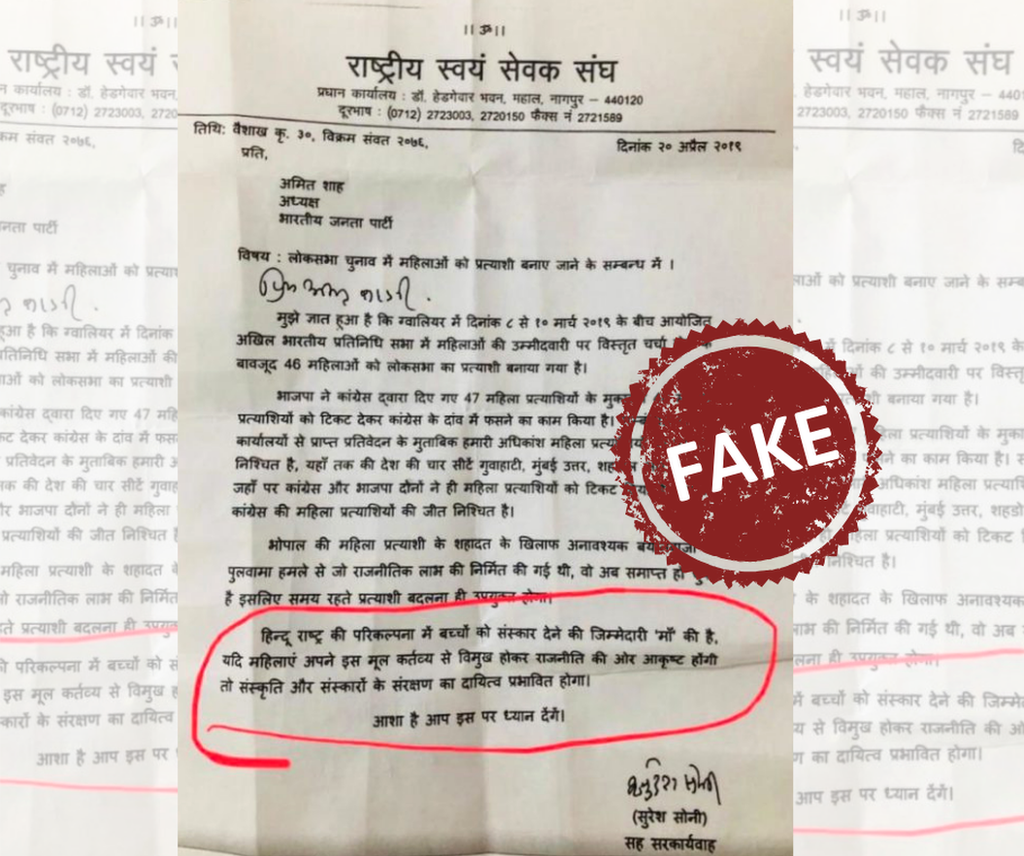 ।। ॐ ।।
राष्ट्रीय स्वयं सेवक संघ
प्रधान कार्यालय : डॉ. हेडगेवार भवन, महाल, नागपुर – 440120
दूरभाष : (0712) 2723003, 2720150 फैक्स नं 2721589
तिथि: वैशाख कृ. ३०, विक्रम संवत २०७६,
दिनांक २० अप्रैल २०१९
प्रति,
अमित शाह
अध्यक्ष
भारतीय जनता पार्टी
विषय : लोकसभा चुनाव में महिलाओं को प्रत्याशी बनाए जाने के सम्बन्ध में ।
मुझे ज्ञात हुआ है कि ग्वालियर में दिनांक ८ से १० मार्च २०१९ के बीच आयोजित
अखिल भारतीय प्रतिनिधि सभा में महिलाओं की उम्मीदवारी पर विस्तृत चर्चा
बावजूद 46 महिलाओं को लोकसभा का प्रत्याशी बनाया गया है।
भाजपा ने कांग्रेस द्वारा दिए गए 47 महिला प्रत्याशियों के
प्रत्याशियों को टिकट देकर कांग्रेस के दांव में फसने का काम किया है।
कार्यालयों से प्राप्त प्रतिवेदन के मुताबिक हमारी अधिकांश महिला
निश्चित है, यहाँ तक की देश की चार सीटें गुवाहाटी, मुंबई उत्तर,
जहाँ पर कांग्रेस और भाजपा दोनों ने ही महिला प्रत्याशियों को टिकट
कांग्रेस की महिला प्रत्याशियों की जीत निश्चित है।
भोपाल की महिला प्रत्याशी के शहादत के खिलाफ अनावश्यक
पुलवामा हमले से जो राजनीतिक लाभ की निर्मित की गई थी, वो अब समाप्त
है इसलिए समय रहते प्रत्याशी बदलना ही उपयुक्त होगा।
हिन्दू राष्ट्र की परिकल्पना में बच्चों को संस्कार देने की जिम्मेदारी 'माँ' की है,
यदि महिलाएं अपने इस मूल कर्तव्य से विमुख होकर राजनीति की ओर आकृष्ट होंगी
तो संस्कृति और संस्कारों के संरक्षण का दायित्व प्रभावित होगा।
आशा है आप इस पर ध्यान देंगे।
(सुरेश सोनी)
सह सरकार्यवाह
FAKE